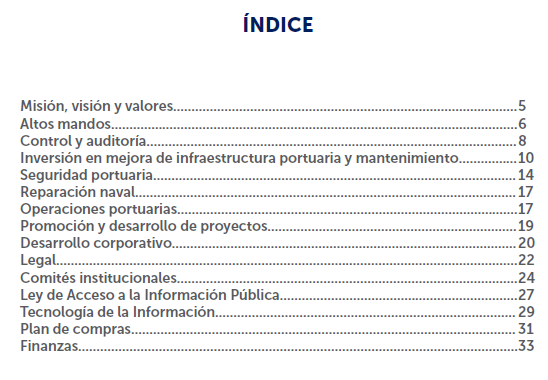 ÍNDICE
Misión, visión y valores....................................................................................................5
Altos mandos....................................................................................................................6
Control y auditoría............................................................................................................8
Inversión en mejora de infraestructura portuaria y mantenimiento................10
Seguridad portuaria.........................................................................................................14
Reparación naval..............................................................................................................17
Operaciones portuarias...................................................................................................17
Promoción y desarrollo de proyectos.........................................................................19
Desarrollo corporativo.....................................................................................................20
Legal....................................................................................................................................22
Comités institucionales...................................................................................................24
Ley de Acceso a la Información Pública.....................................................................27
Tecnología de la Información.......................................................................................29
Plan de compras...............................................................................................................31
Finanzas..............................................................................................................................33